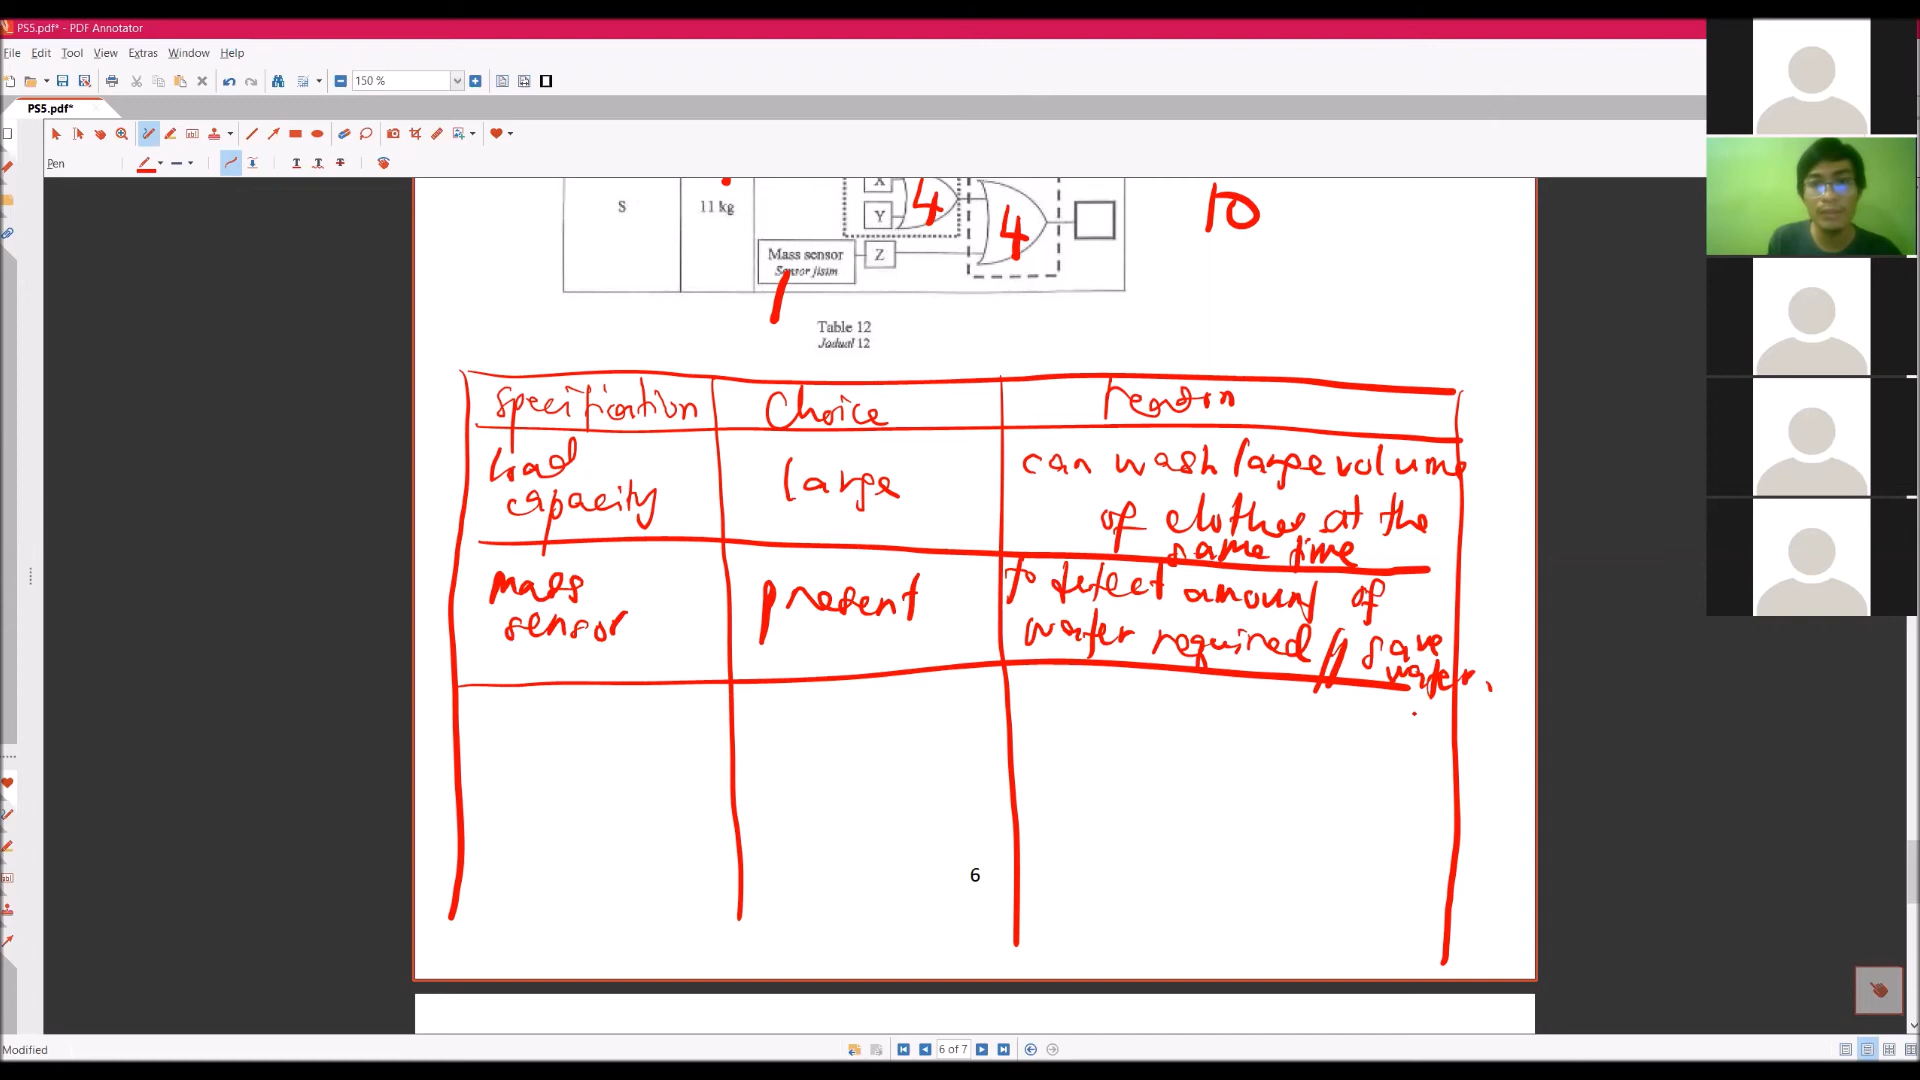 PS5.pdf* - PDF Annotator
File Edit Tool View Extras Window Help
150 %
PS5.pdf*
Pen
X
S 11 kg 4 10
Y
4
Mass sensor Z
Sensor jisim
Table 12
Jadual 12
Specification Choice reason
load capacity
large
can wash large volume
of clothes at the
same time
mass
sensor
present
to detect amount of
water required // save
water.
6
Modified
6 of 7